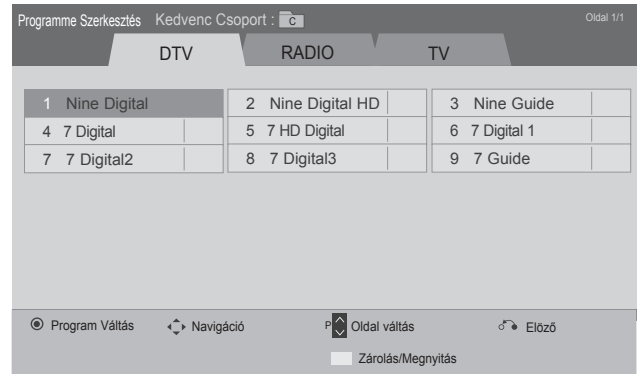 Programme Szerkesztés Kedvenc Csoport : C Oldal 1/1
DTV RADIO TV
1 Nine Digital 2 Nine Digital HD 3 Nine Guide
4 7 Digital 5 7 HD Digital 6 7 Digital 1
7 7 Digital2 8 7 Digital3 9 7 Guide
Program Váltás Navigáció P Oldal váltás Elözö
Zárolás/Megnyitás